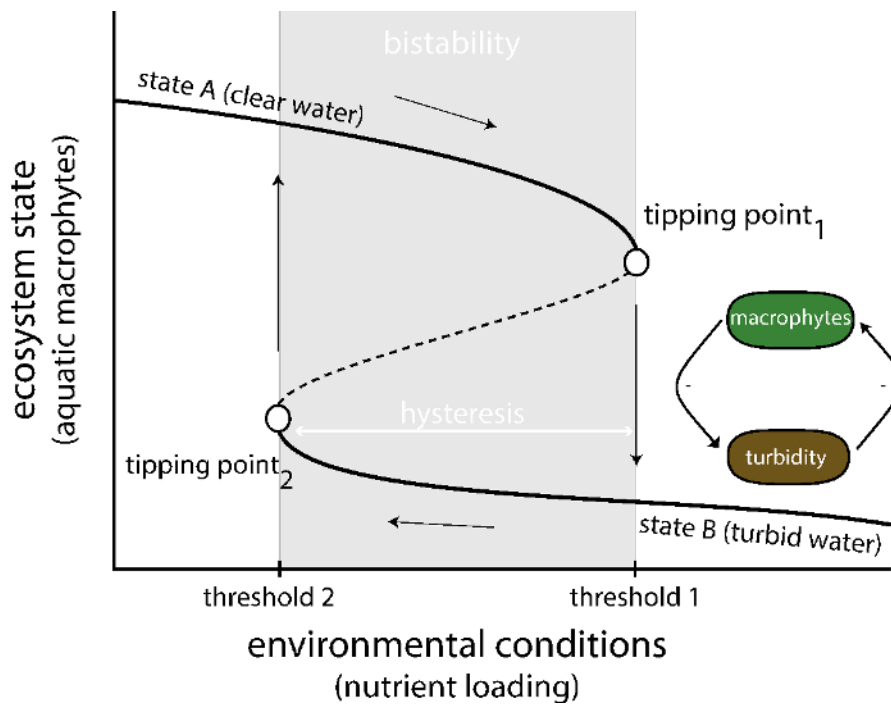 bistability
state A (clear water)
ecosystem state
(aquatic macrophytes)
tipping point1
macrophytes
-
-
hysteresis
turbidity
tipping point2
state B (turbid water)
threshold 2
threshold 1
environmental conditions
(nutrient loading)